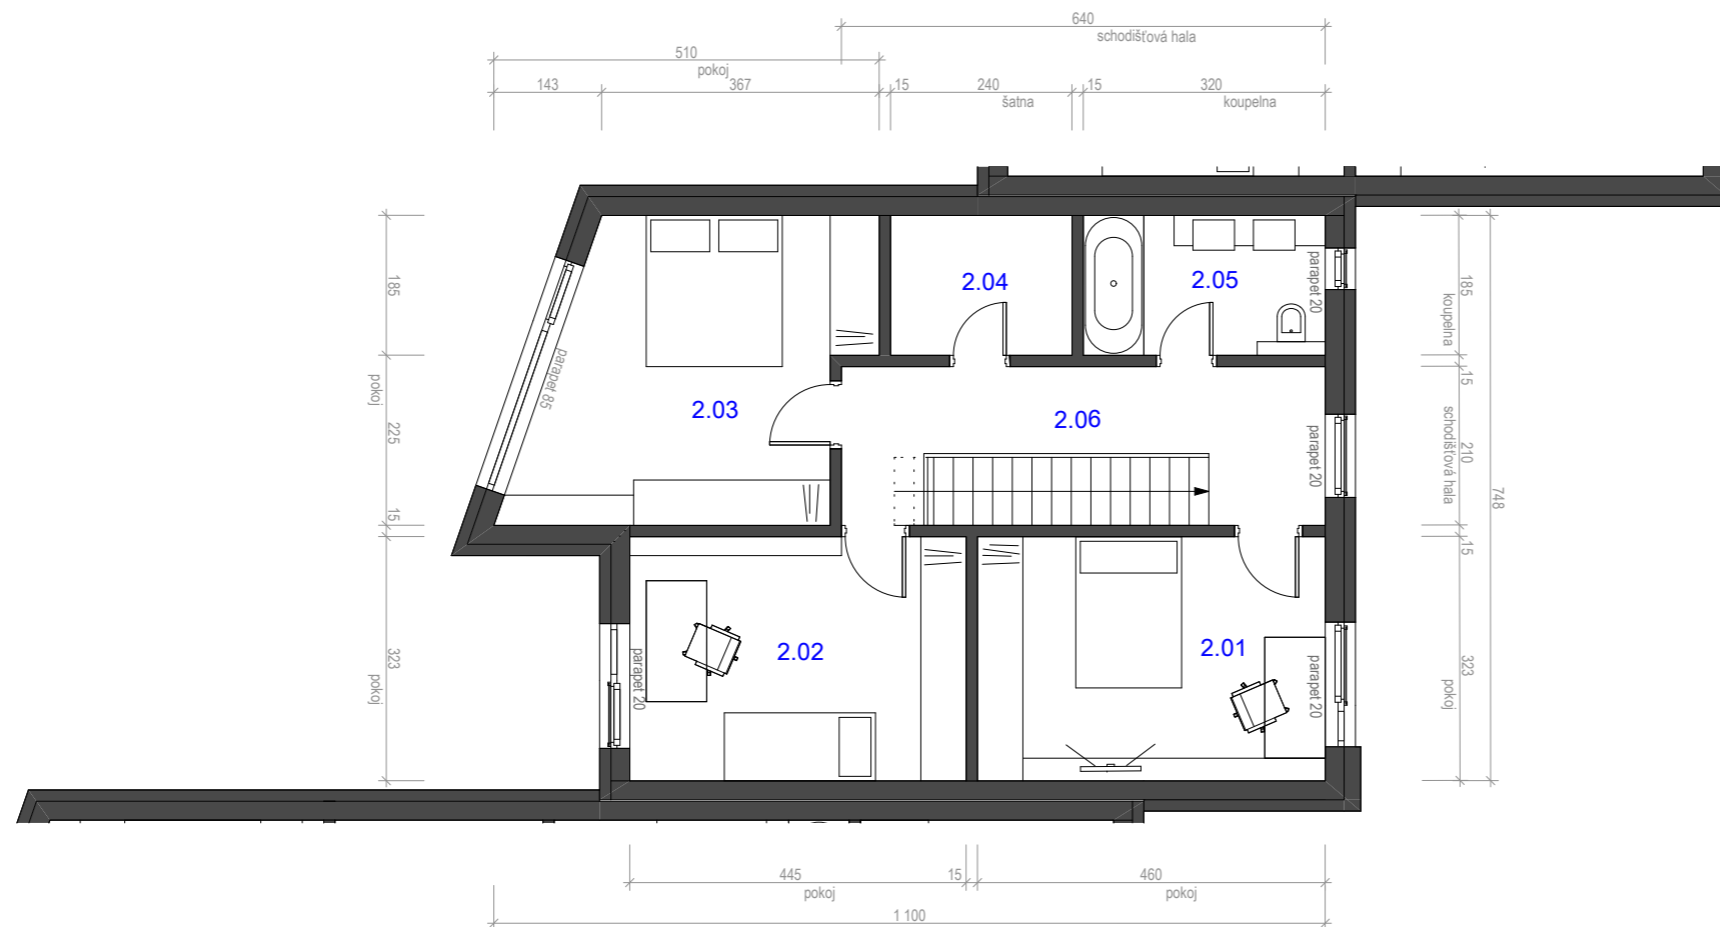 640
schodišťová hala
510
pokoj
143
367
15
240
šatna
15
320
koupelna
185
pokoj
225
15
323
pokoj
parapet 85
parapet 20
2.03
2.04
2.05
2.06
2.02
2.01
parapet 20
parapet 20
parapet 20
185
koupelna
15
210
schodišťová hala
15
323
pokoj
748
445
pokoj
15
460
pokoj
1 100